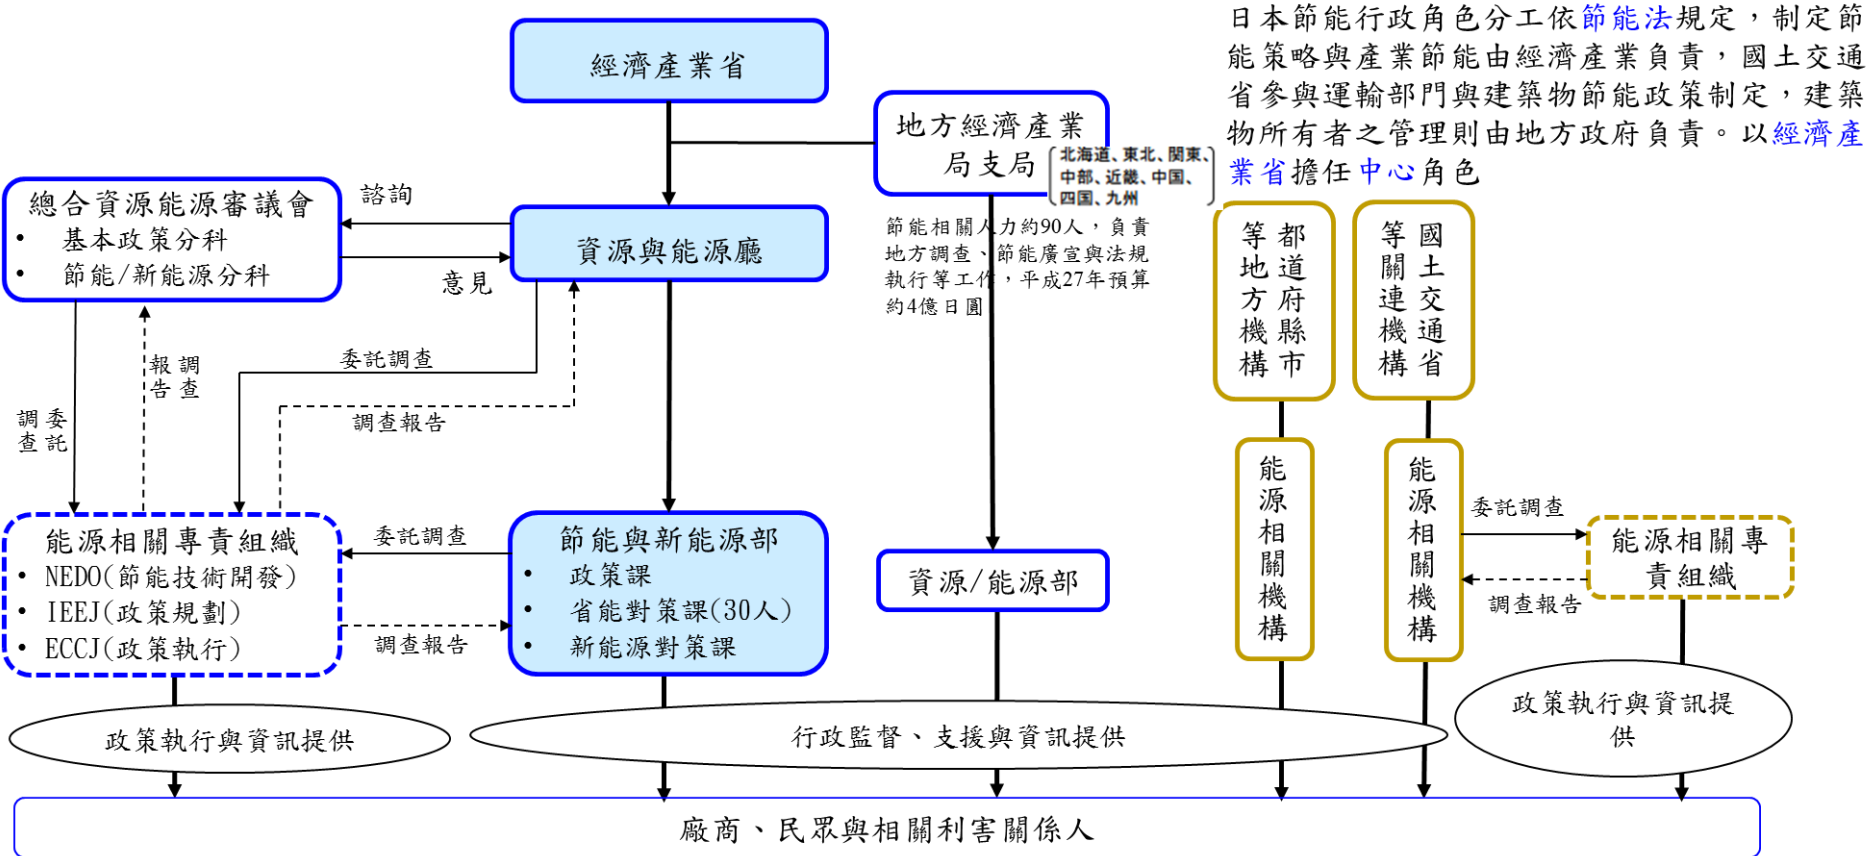 日本節能行政角色分工依節能法規定，制定節
能策略與產業節能由經濟產業負責，國土交通
省參與運輸部門與建築物節能政策制定，建築
物所有者之管理則由地方政府負責。以經濟產
業省擔任中心角色
經濟產業省
地方經濟產業
局支局
北海道、東北、関東、
中部、近畿、中国、
四国、九州
節能相關人力約90人，負責
地方調查、節能廣宣與法規
執行等工作，平成27年預算
約4億日圓
總合資源能源審議會
• 基本政策分科
• 節能/新能源分科
諮詢
意見
資源與能源廳
都道府縣市
等地方機構
國土交通省
等關連機構
委託調查
調查報告
調查
報告
委託
調查
能源相關專責組織
• NEDO(節能技術開發)
• IEEJ(政策規劃)
• ECCJ(政策執行)
委託調查
調查報告
節能與新能源部
• 政策課
• 省能對策課(30人)
• 新能源對策課
資源/能源部
能源相關機構
能源相關機構
委託調查
調查報告
能源相關專
責組織
政策執行與資訊提供
行政監督、支援與資訊提供
政策執行與資訊提
供
廠商、民眾與相關利害關係人